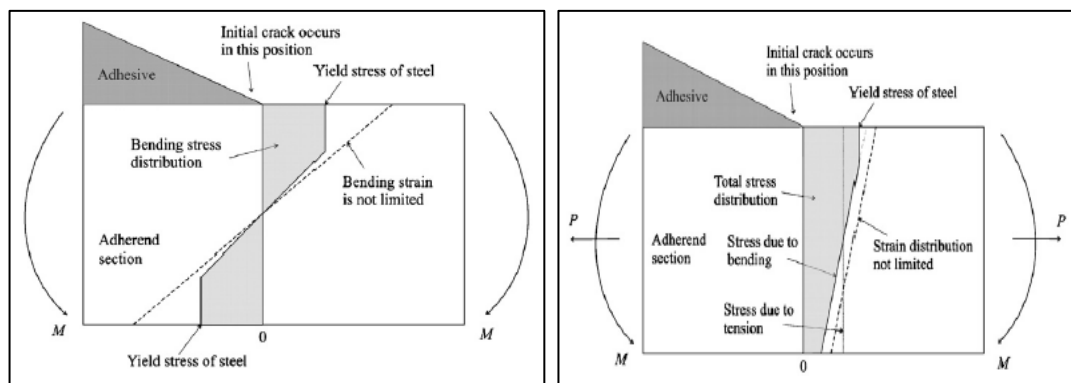 Initial crack occurs
in this position
Adhesive
Yield stress of steel
Bending stress
distribution
Bending strain
is not limited
Adherend
section
M
0
M
Yield stress of steel
Initial crack occurs
in this position
Adhesive
Yield stress of steel
Total stress
distribution
P
P
Adherend
section
Stress due to
bending
Strain distribution
not limited
Stress due to
tension
M
0
M